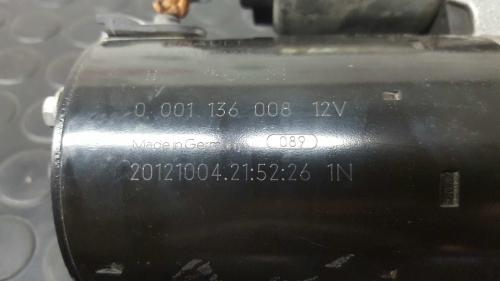 0 001 136 008 12V
Made in Germany 089
20121004.21:52:26 1N